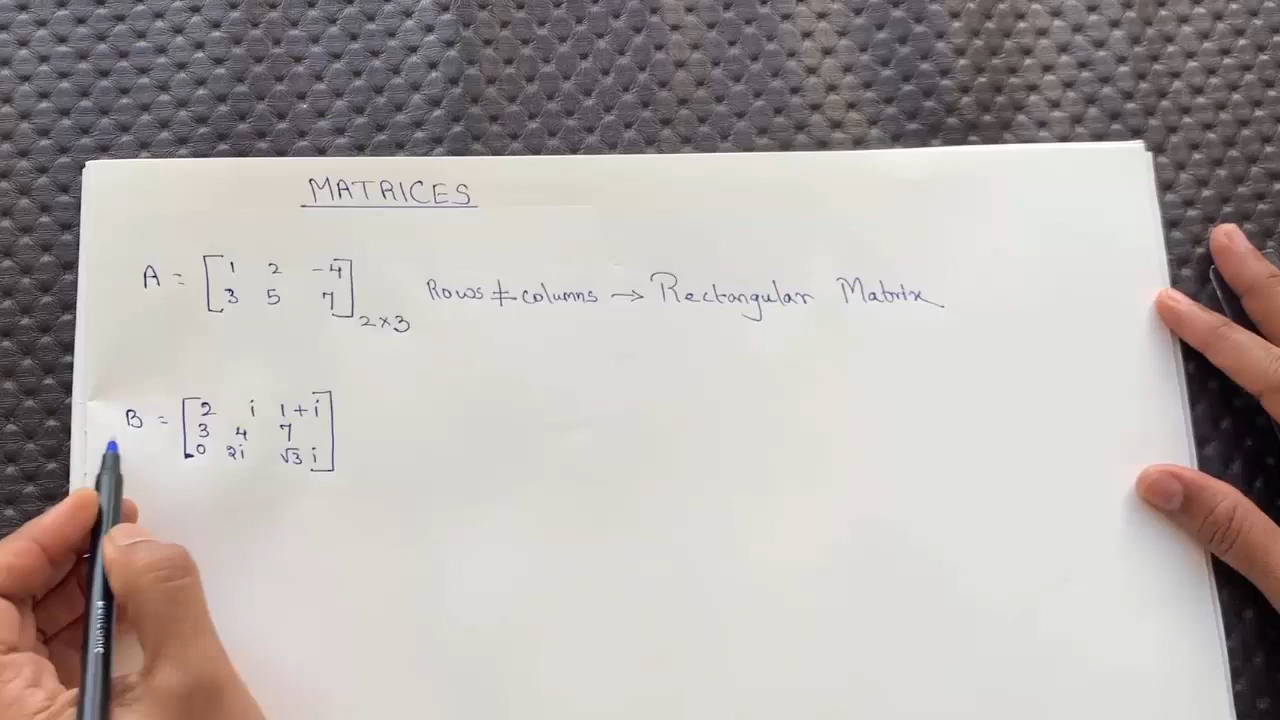 MATRICES
A = [ 1 2 -4
3 5 7 ] 2×3 Rows ≠ columns → Rectangular Matrix
B = [ 2 i 1+i
3 4 7
0 2i √3 i ]